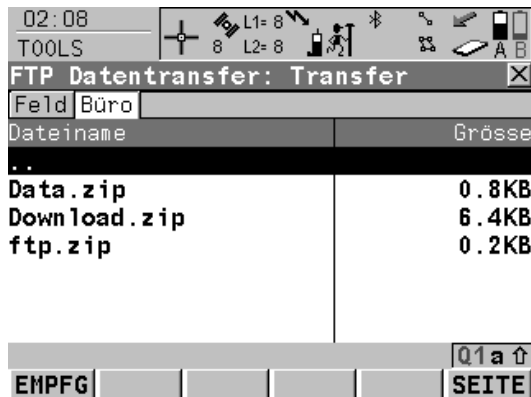 02:08
TOOLS
8 L1= 8
L2= 8
A B
FTP Datentransfer: Transfer
Feld Büro
Dateiname Grösse
..
Data.zip 0.8KB
Download.zip 6.4KB
ftp.zip 0.2KB
Q1 a
EMPFG SEITE